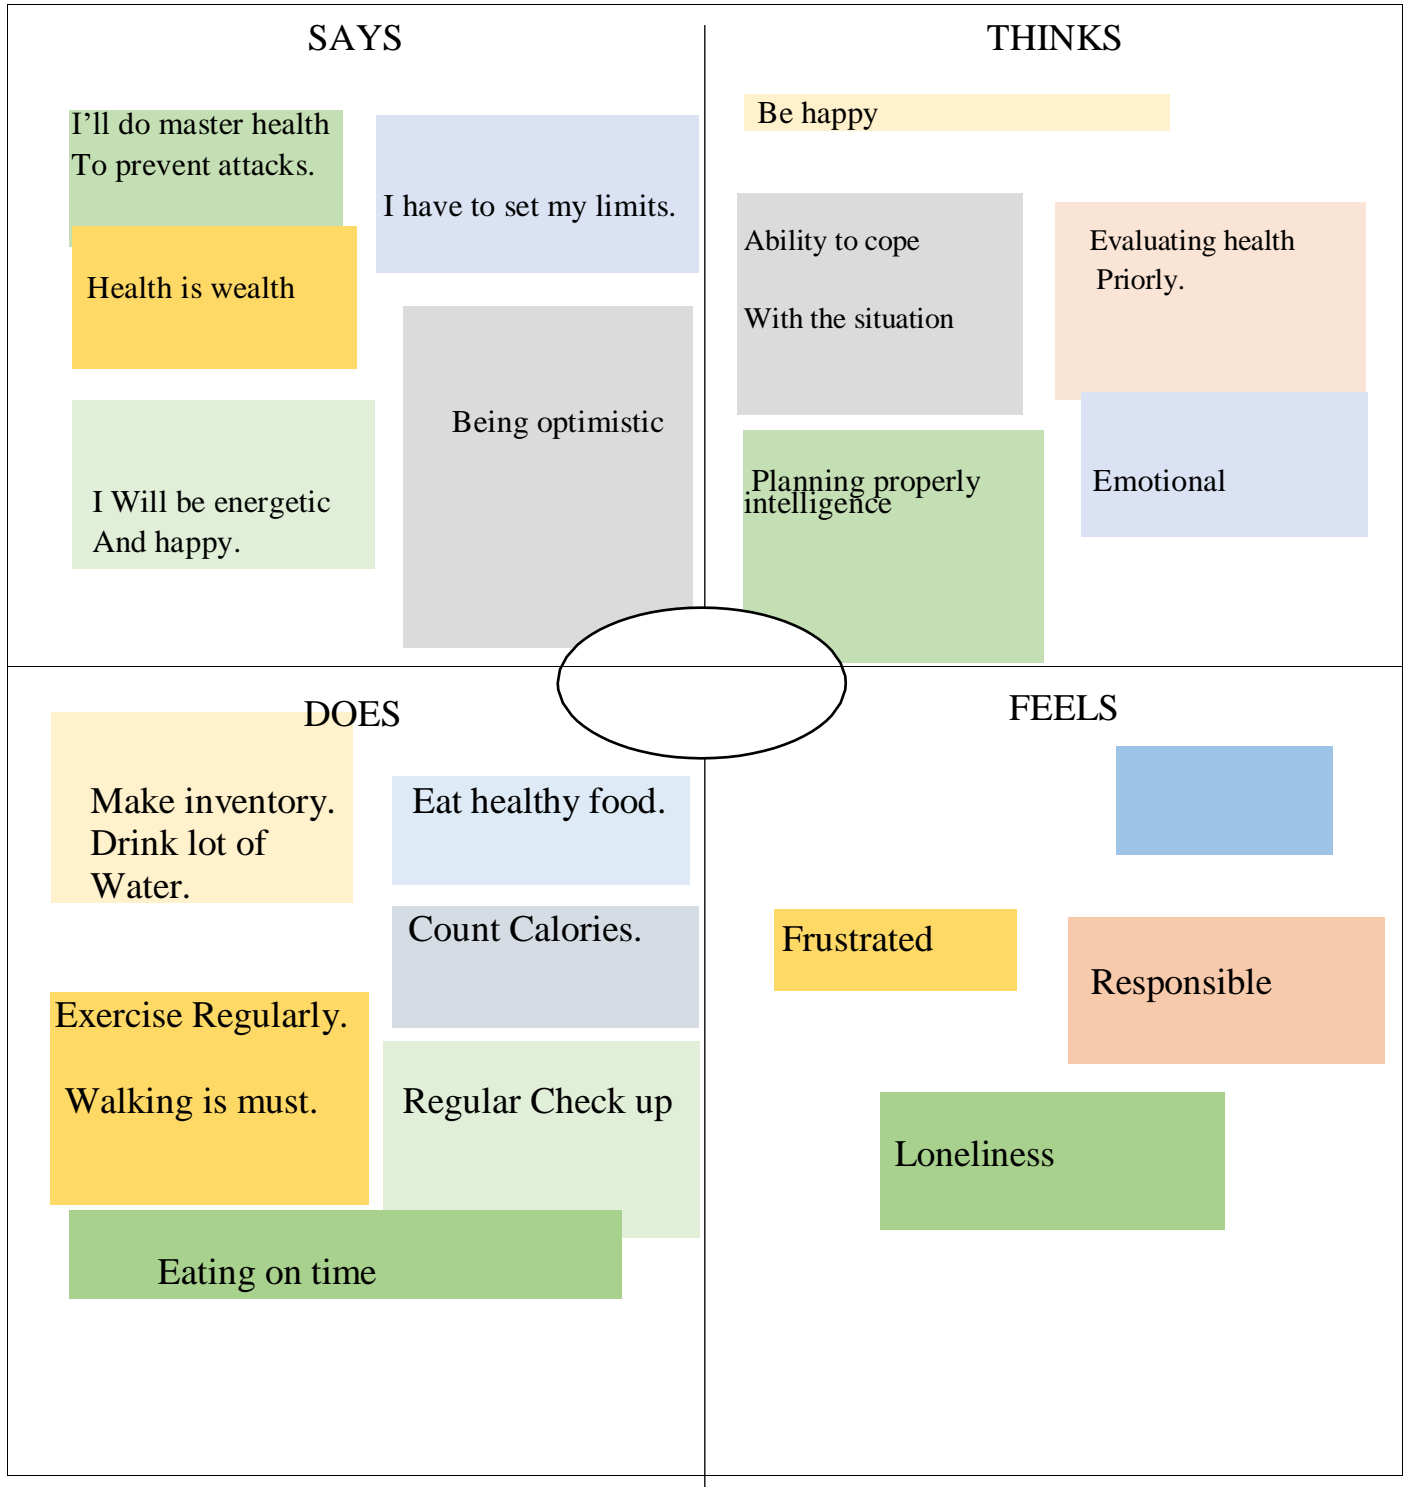 SAYS
I'll do master health
To prevent attacks.
I have to set my limits.
Health is wealth
Being optimistic
I Will be energetic
And happy.
THINKS
Be happy
Ability to cope
With the situation
Evaluating health
Priorly.
Planning properly
intelligence
Emotional
DOES
Make inventory.
Drink lot of
Water.
Eat healthy food.
Count Calories.
Exercise Regularly.
Walking is must.
Regular Check up
Eating on time
FEELS
Frustrated
Responsible
Loneliness